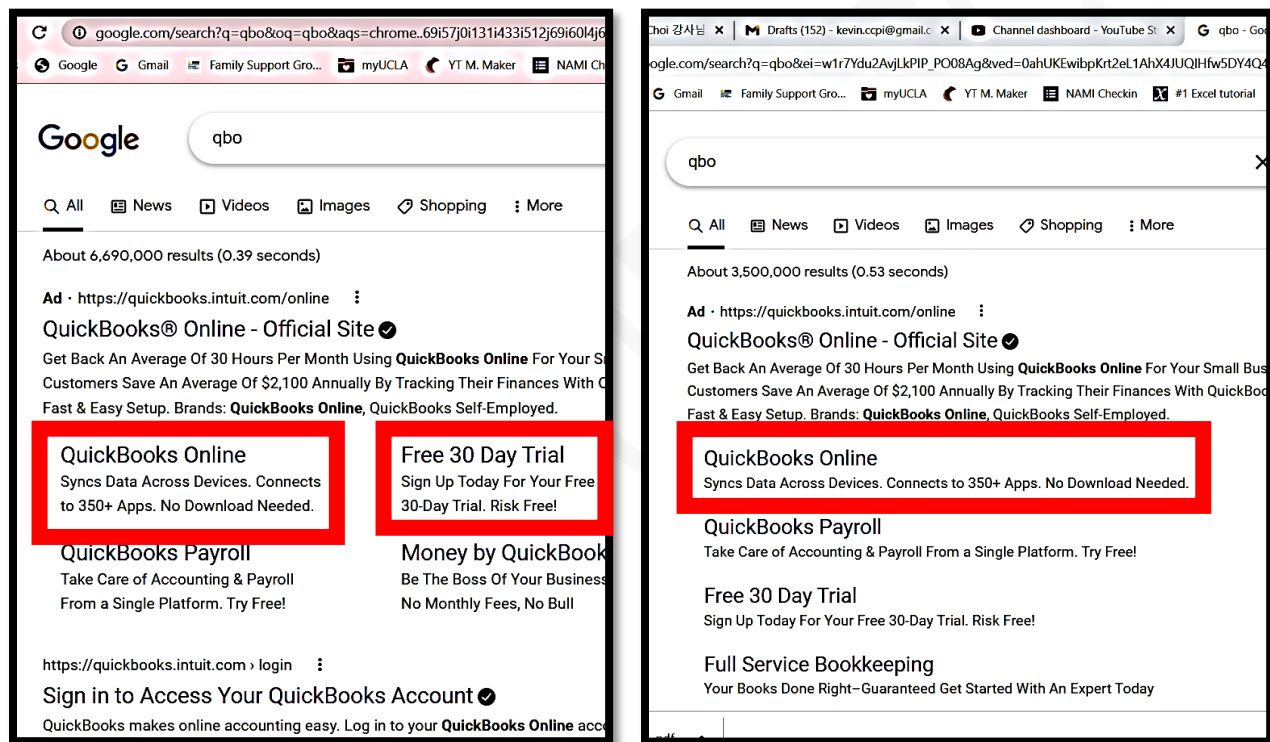 google.com/search?q=qbo&oq=qbo&aqs=chrome..69i57j0i131i433i512j69i60l4j6
Google Gmail Family Support Gro... myUCLA YT M. Maker NAMI Ch
Google
qbo
All News Videos Images Shopping More
About 6,690,000 results (0.39 seconds)
Ad · https://quickbooks.intuit.com/online
QuickBooks® Online - Official Site
Get Back An Average Of 30 Hours Per Month Using QuickBooks Online For Your
Customers Save An Average Of $2,100 Annually By Tracking Their Finances With
Fast & Easy Setup. Brands: QuickBooks Online, QuickBooks Self-Employed.
QuickBooks Online
Syncs Data Across Devices. Connects
to 350+ Apps. No Download Needed.
Free 30 Day Trial
Sign Up Today For Your Free
30-Day Trial. Risk Free!
QuickBooks Payroll
Take Care of Accounting & Payroll
From a Single Platform. Try Free!
Money by QuickBook
Be The Boss Of Your Business
No Monthly Fees, No Bull
https://quickbooks.intuit.com › login
Sign in to Access Your QuickBooks Account
QuickBooks makes online accounting easy. Log in to your QuickBooks Online acc
Choi 강사님 Drafts (152) - kevin.ccpi@gmail.c Channel dashboard - YouTube St G qbo - Goo
ogle.com/search?q=qbo&ei=w1r7Ydu2AvjLkPIP_PO08Ag&ved=0ahUKEwibpKrt2eL1AhX4JUQIHfw5DY4Q4
Gmail Family Support Gro... myUCLA YT M. Maker NAMI Checkin #1 Excel tutorial
qbo
All News Videos Images Shopping More
About 3,500,000 results (0.53 seconds)
Ad · https://quickbooks.intuit.com/online
QuickBooks® Online - Official Site
Get Back An Average Of 30 Hours Per Month Using QuickBooks Online For Your Small Bus
Customers Save An Average Of $2,100 Annually By Tracking Their Finances With QuickBoo
Fast & Easy Setup. Brands: QuickBooks Online, QuickBooks Self-Employed.
QuickBooks Online
Syncs Data Across Devices. Connects to 350+ Apps. No Download Needed.
QuickBooks Payroll
Take Care of Accounting & Payroll From a Single Platform. Try Free!
Free 30 Day Trial
Sign Up Today For Your Free 30-Day Trial. Risk Free!
Full Service Bookkeeping
Your Books Done Right–Guaranteed Get Started With An Expert Today